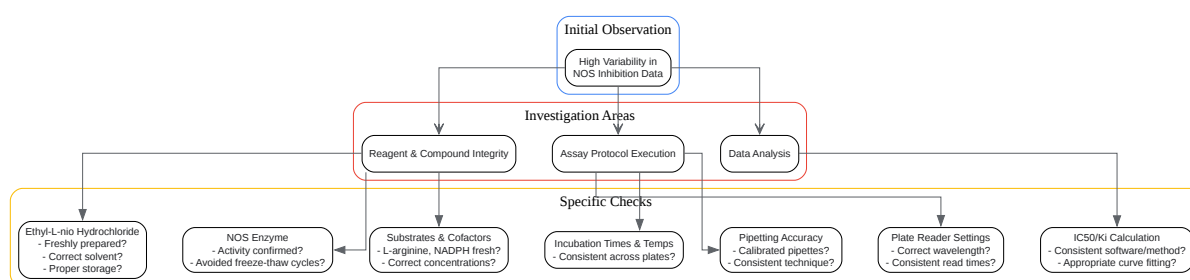 Initial Observation
High Variability in
NOS Inhibition Data
Investigation Areas
Reagent & Compound Integrity
Assay Protocol Execution
Data Analysis
Specific Checks
Ethyl-L-nio Hydrochloride
- Freshly prepared?
- Correct solvent?
- Proper storage?
NOS Enzyme
- Activity confirmed?
- Avoided freeze-thaw cycles?
Substrates & Cofactors
- L-arginine, NADPH fresh?
- Correct concentrations?
Incubation Times & Temps
- Consistent across plates?
Pipetting Accuracy
- Calibrated pipettes?
- Consistent technique?
Plate Reader Settings
- Correct wavelength?
- Consistent read times?
IC50/Ki Calculation
- Consistent software/method?
- Appropriate curve fitting?